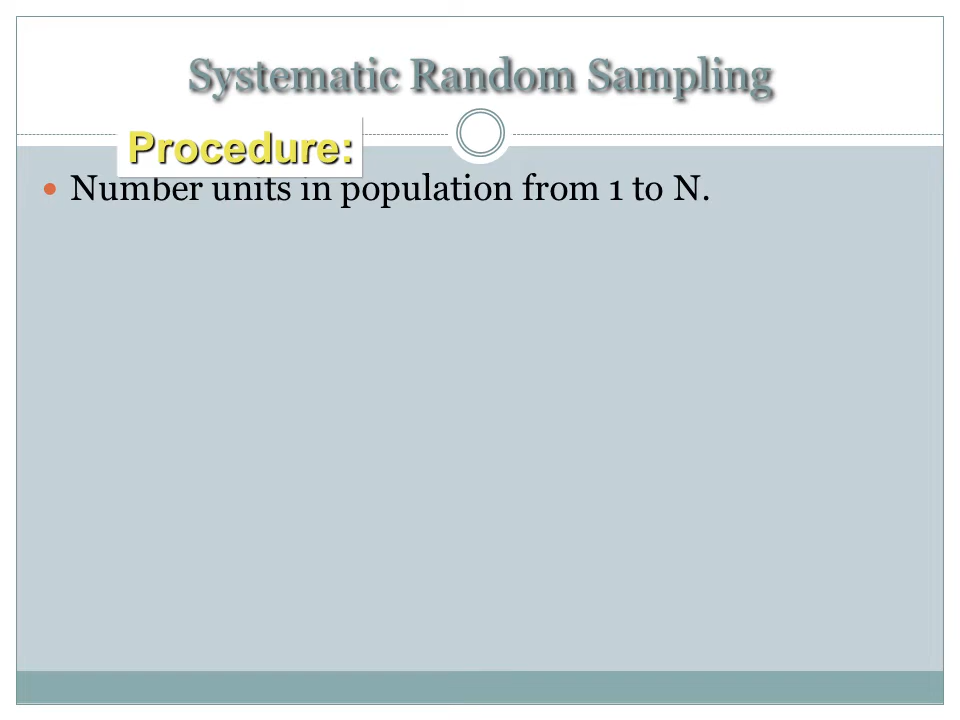 Systematic Random Sampling
Procedure:
Number units in population from 1 to N.